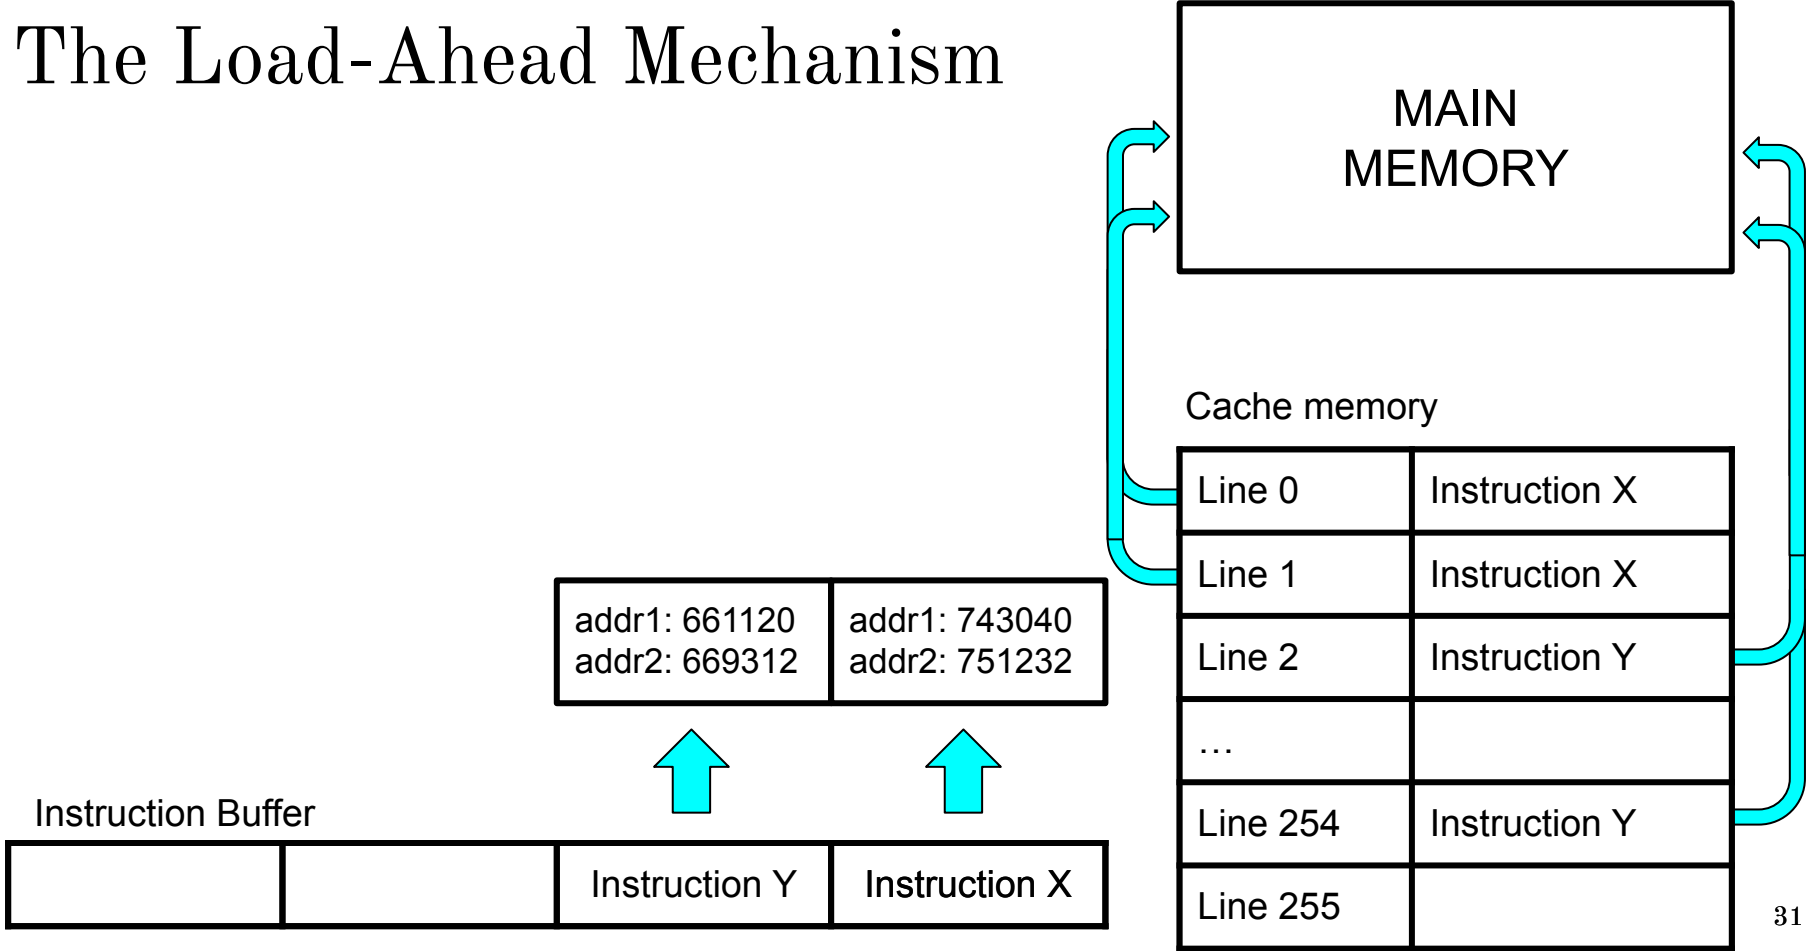 The Load-Ahead Mechanism
MAIN
MEMORY
Cache memory
Line 0 Instruction X
Line 1 Instruction X
Line 2 Instruction Y
…
Line 254 Instruction Y
Line 255
addr1: 661120
addr2: 669312
addr1: 743040
addr2: 751232
Instruction Buffer
Instruction Y Instruction X
31